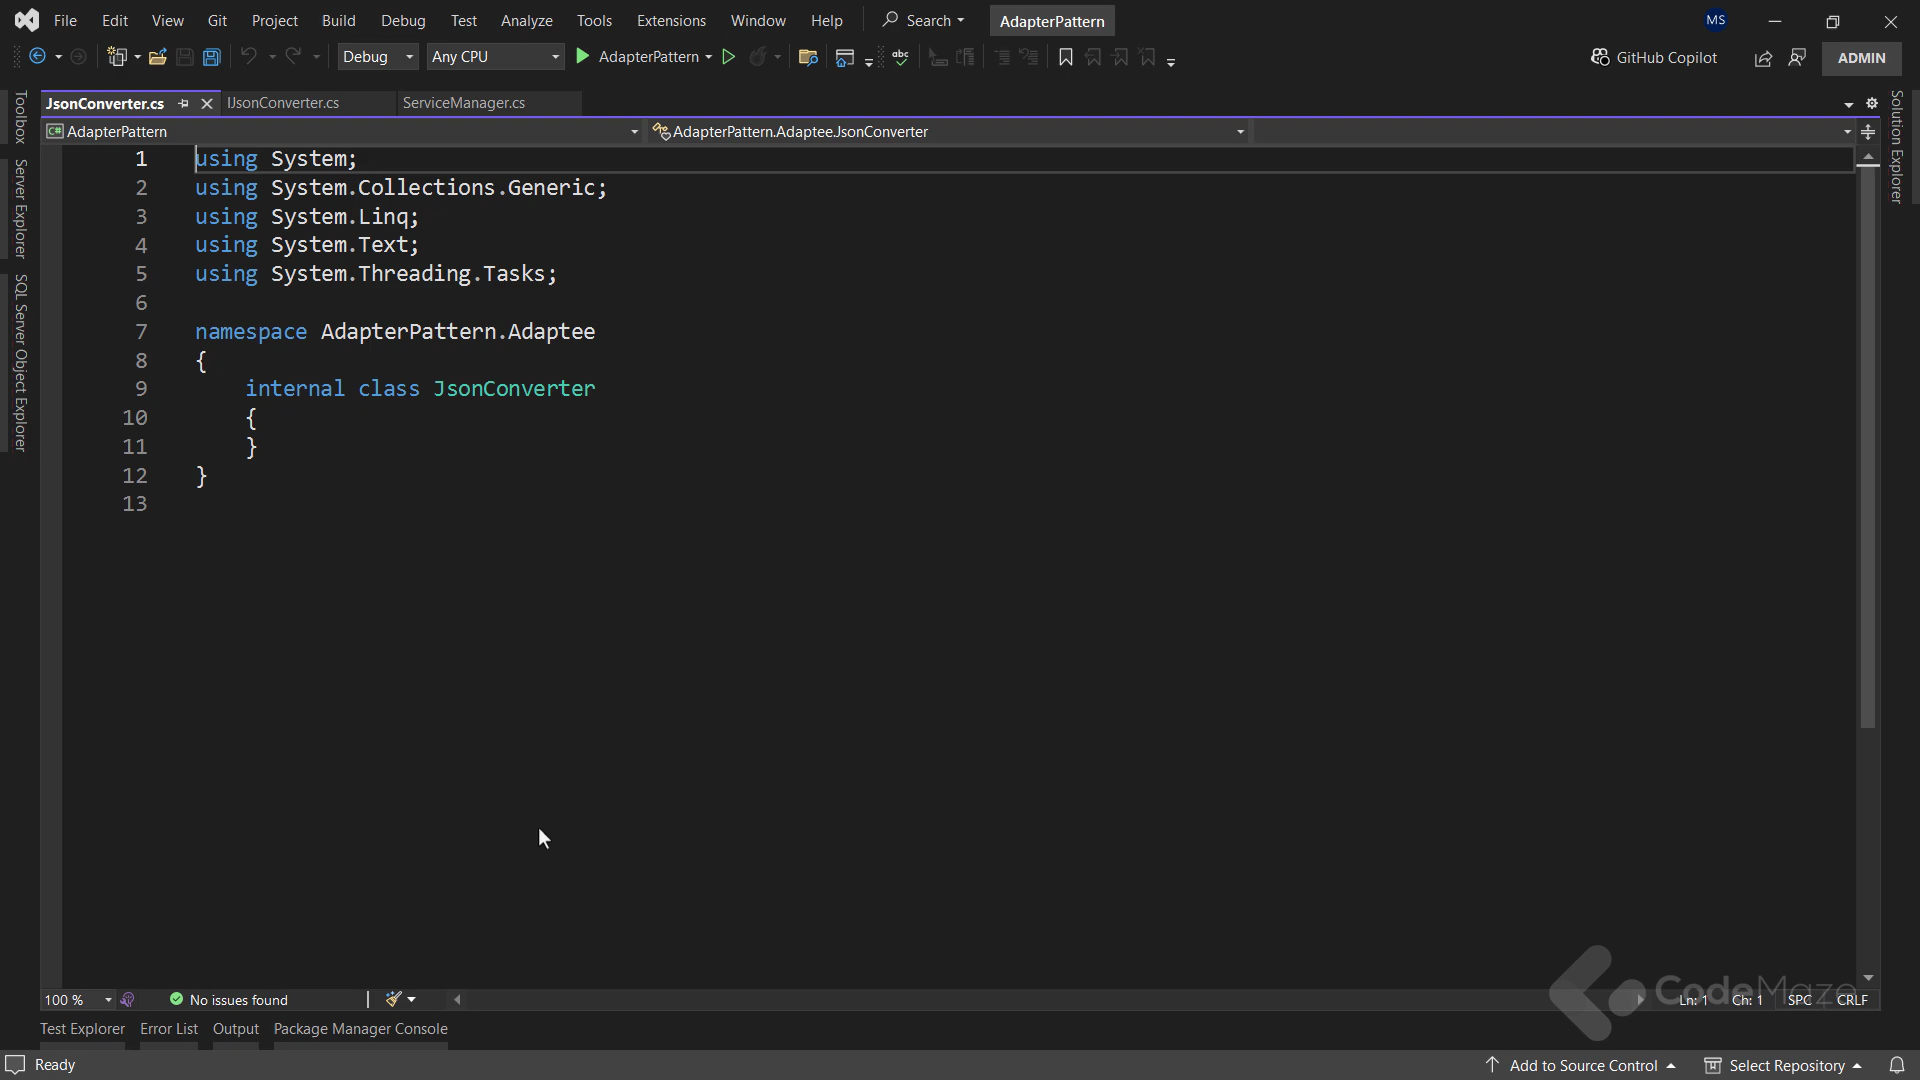 File Edit View Git Project Build Debug Test Analyze Tools Extensions Window Help Search AdapterPattern MS
Debug Any CPU AdapterPattern abc GitHub Copilot ADMIN
JsonConverter.cs IJsonConverter.cs ServiceManager.cs
C# AdapterPattern AdapterPattern.Adaptee.JsonConverter
Toolbox
Server Explorer
SQL Server Object Explorer
Solution Explorer
1 using System;
2 using System.Collections.Generic;
3 using System.Linq;
4 using System.Text;
5 using System.Threading.Tasks;
6
7 namespace AdapterPattern.Adaptee
8 {
9 internal class JsonConverter
10 {
11 }
12 }
13
CodeMaze
100 % No issues found Ln: 1 Ch: 1 SPC CRLF
Test Explorer Error List Output Package Manager Console
Ready Add to Source Control Select Repository